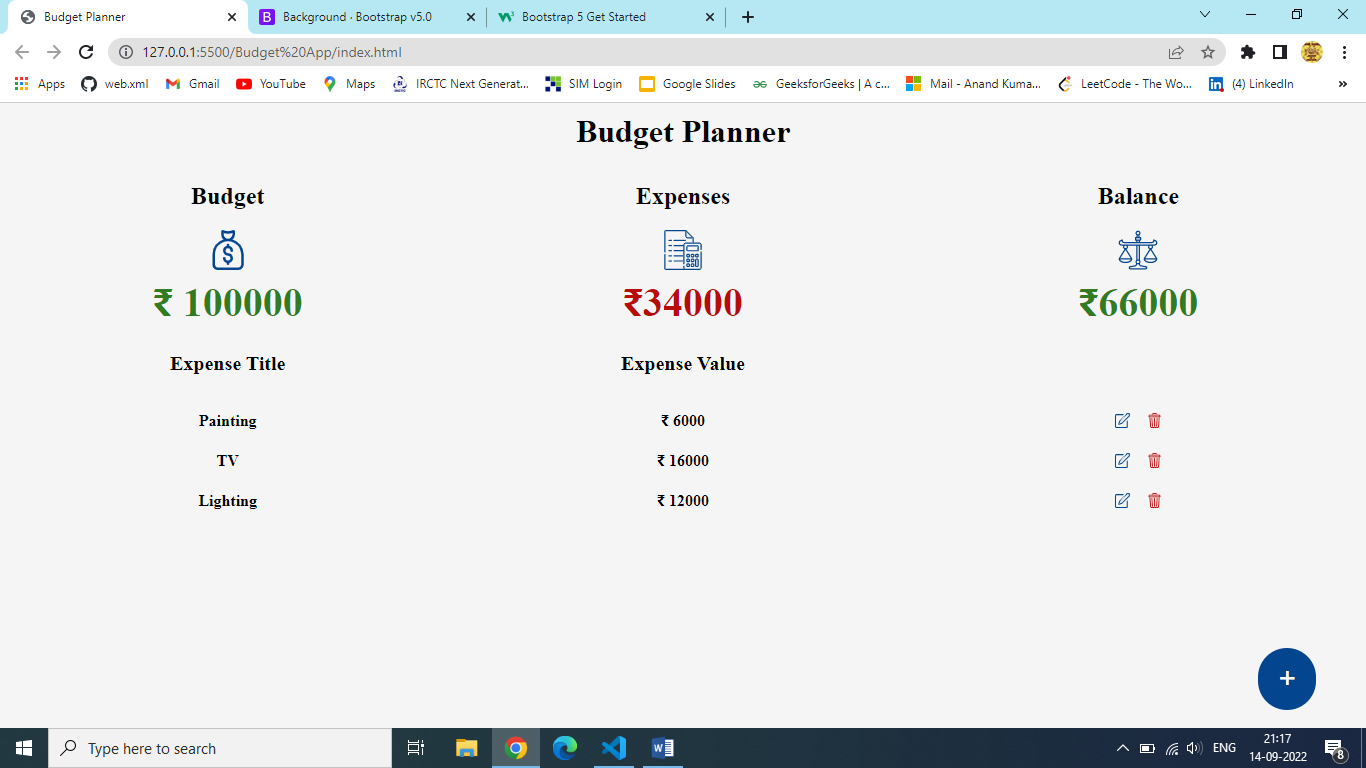 Budget Planner
Background · Bootstrap v5.0
Bootstrap 5 Get Started
127.0.0.1:5500/Budget%20App/index.html
Apps web.xml Gmail YouTube Maps IRCTC Next Generat... SIM Login Google Slides GeeksforGeeks | A c... Mail - Anand Kuma... LeetCode - The Wo... (4) LinkedIn »
Budget Planner
Budget Expenses Balance
₹ 100000 ₹34000 ₹66000
Expense Title Expense Value
Painting ₹ 6000
TV ₹ 16000
Lighting ₹ 12000
+
Type here to search
ENG
21:17
14-09-2022
8